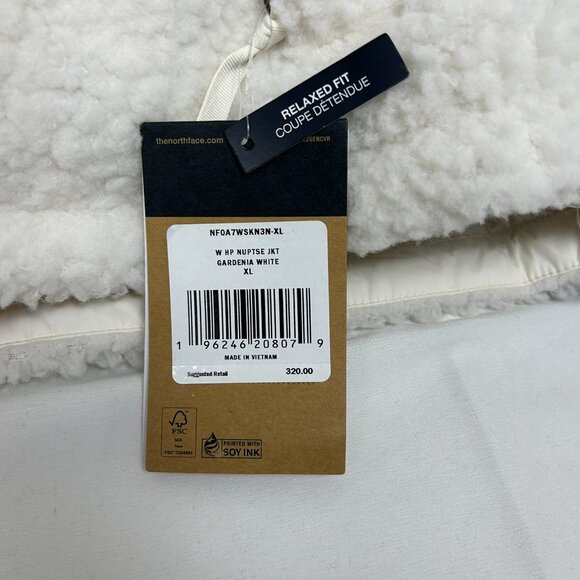 RELAXED FIT
COUPE DÉTENDUE
thenorthface.com
NF0A7WSKN3N-XL
W HP NUPTSE JKT
GARDENIA WHITE
XL
1 96246 20807 9
MADE IN VIETNAM
Suggested Retail 320.00
FSC
MIX
Paper
PRINTED WITH
SOY INK